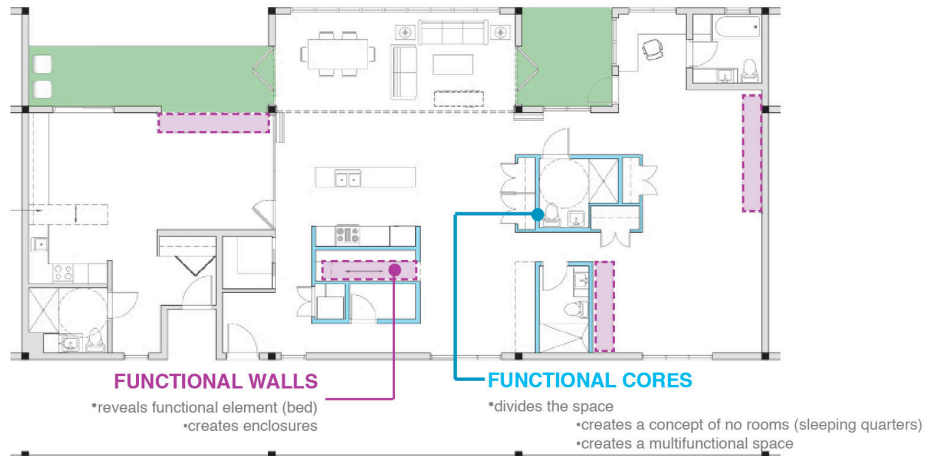 FUNCTIONAL WALLS
•reveals functional element (bed)
•creates enclosures
FUNCTIONAL CORES
•divides the space
•creates a concept of no rooms (sleeping quarters)
•creates a multifunctional space